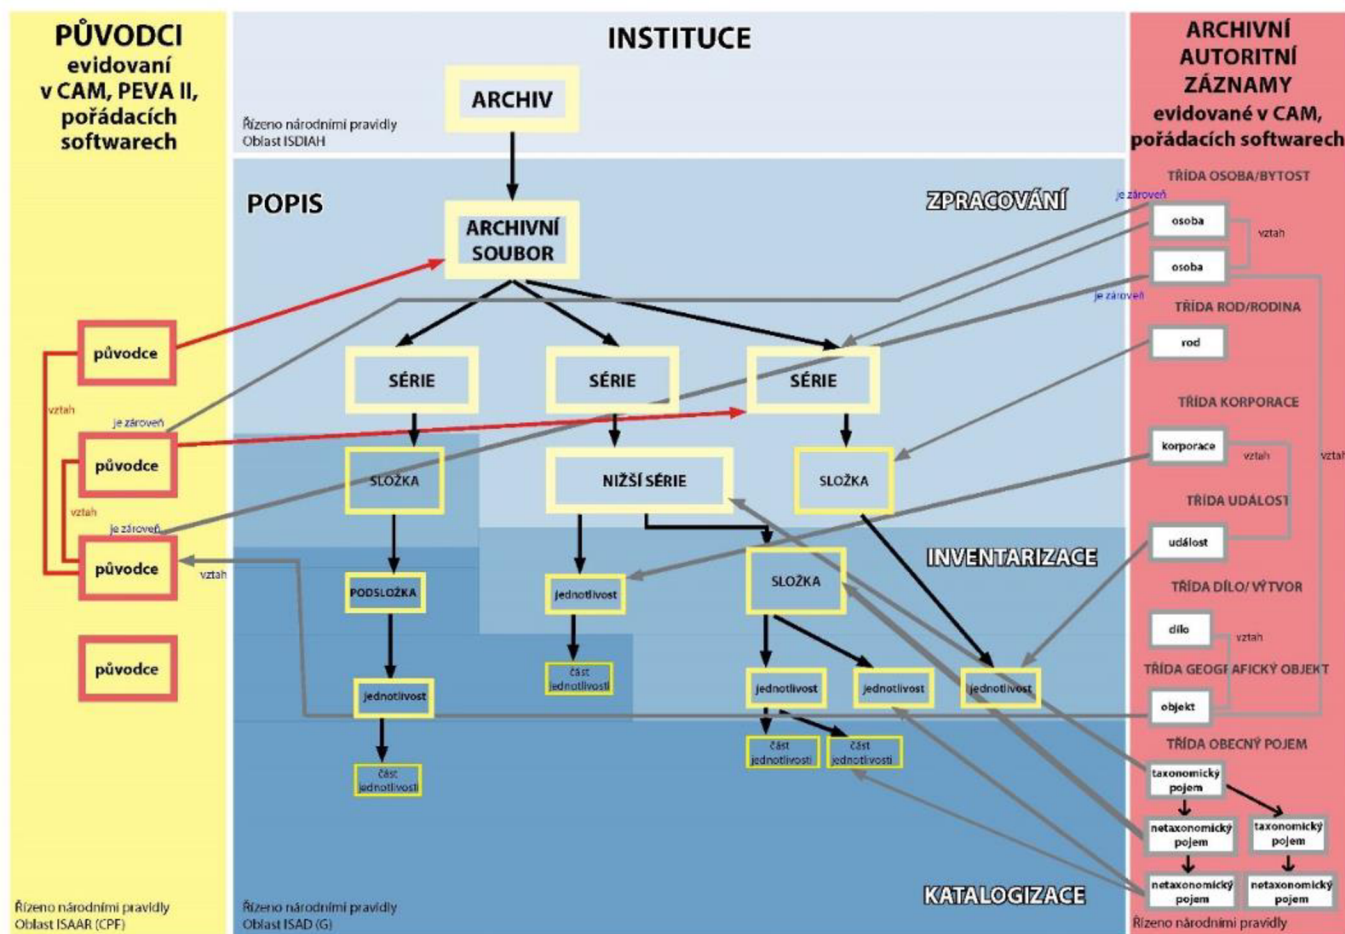 PŮVODCI
evidovaní
v CAM, PEVA II,
pořádacích
softwarech
vztah
původce
je zároveň
původce
vztah
je zároveň
původce
vztah
původce
Řízeno národními pravidly
Oblast ISAAR (CPF)
INSTITUCE
ARCHIV
Řízeno národními pravidly
Oblast ISDIAH
POPIS
ZPRACOVÁNÍ
ARCHIVNÍ
SOUBOR
SÉRIE
SÉRIE
SÉRIE
SLOŽKA
NIŽŠÍ SÉRIE
SLOŽKA
INVENTARIZACE
PODSLOŽKA
jednotlivost
SLOŽKA
část
jednotlivosti
jednotlivost
jednotlivost
jednotlivost
jednotlivost
část
jednotlivosti
část
jednotlivosti
část
jednotlivosti
KATALOGIZACE
Řízeno národními pravidly
Oblast ISAD (G)
ARCHIVNÍ
AUTORITNÍ
ZÁZNAMY
evidované v CAM,
pořádacích softwarech
TŘÍDA OSOBA/BYTOST
je zároveň
osoba
vztah
osoba
je zároveň
TŘÍDA ROD/RODINA
rod
TŘÍDA KORPORACE
korporace
vztah
vztah
TŘÍDA UDÁLOST
událost
TŘÍDA DÍLO/ VÝTVOR
dílo
vztah
TŘÍDA GEOGRAFICKÝ OBJEKT
objekt
TŘÍDA OBECNÝ POJEM
taxonomický
pojem
netaxonomický
pojem
taxonomický
pojem
netaxonomický
pojem
netaxonomický
pojem
Řízeno národními pravidly